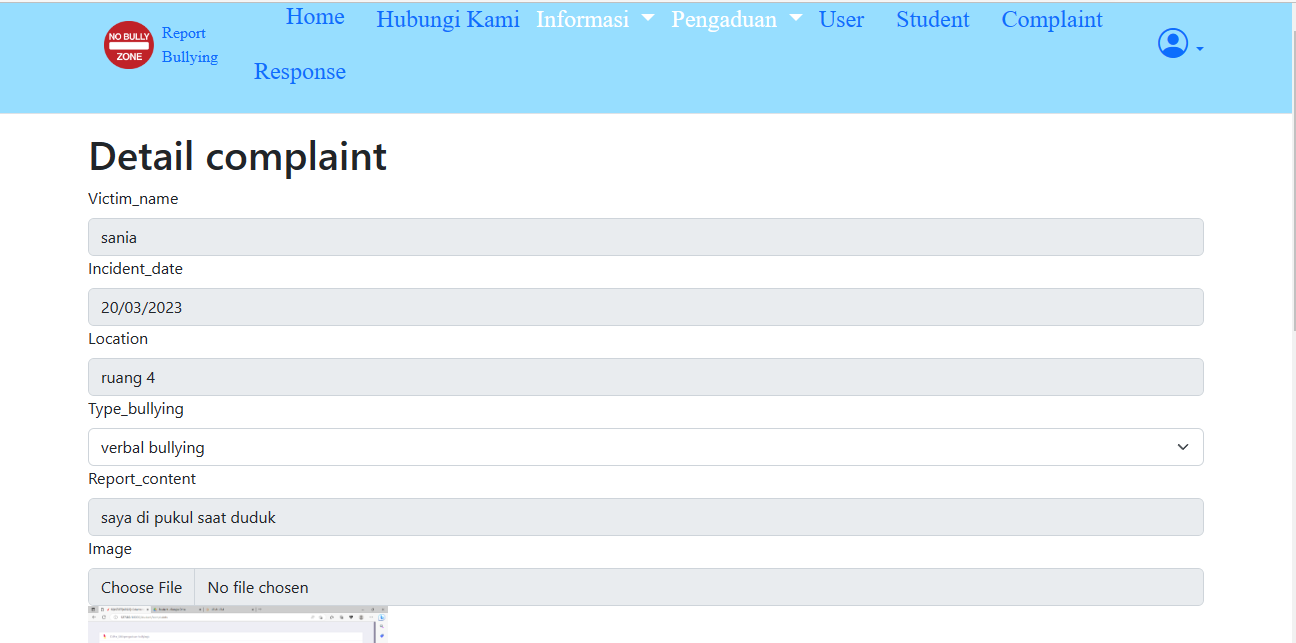 NO BULLY
ZONE
Report
Bullying
Home Hubungi Kami Informasi Pengaduan User Student Complaint
Response
Detail complaint
Victim_name
sania
Incident_date
20/03/2023
Location
ruang 4
Type_bullying
verbal bullying
Report_content
saya di pukul saat duduk
Image
Choose File No file chosen